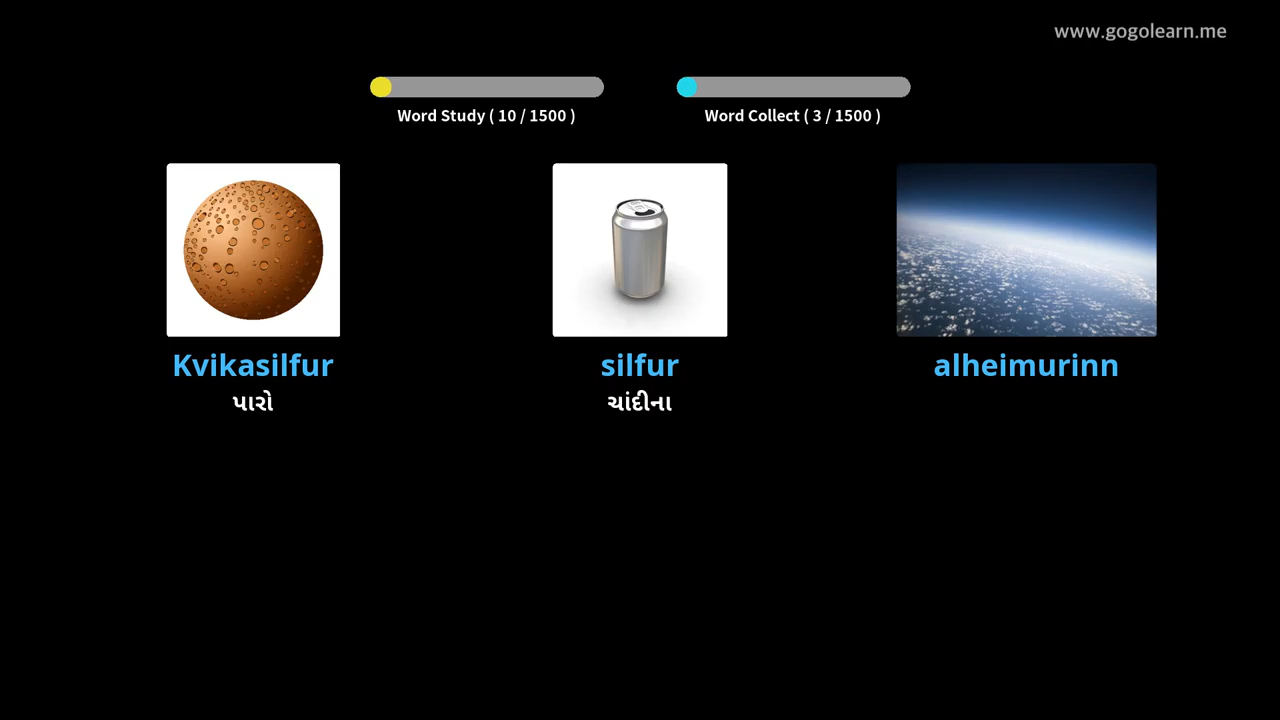 www.gogolearn.me
Word Study ( 10 / 1500 )
Word Collect ( 3 / 1500 )
Kvikasilfur
પારો
silfur
ચાંદીના
alheimurinn